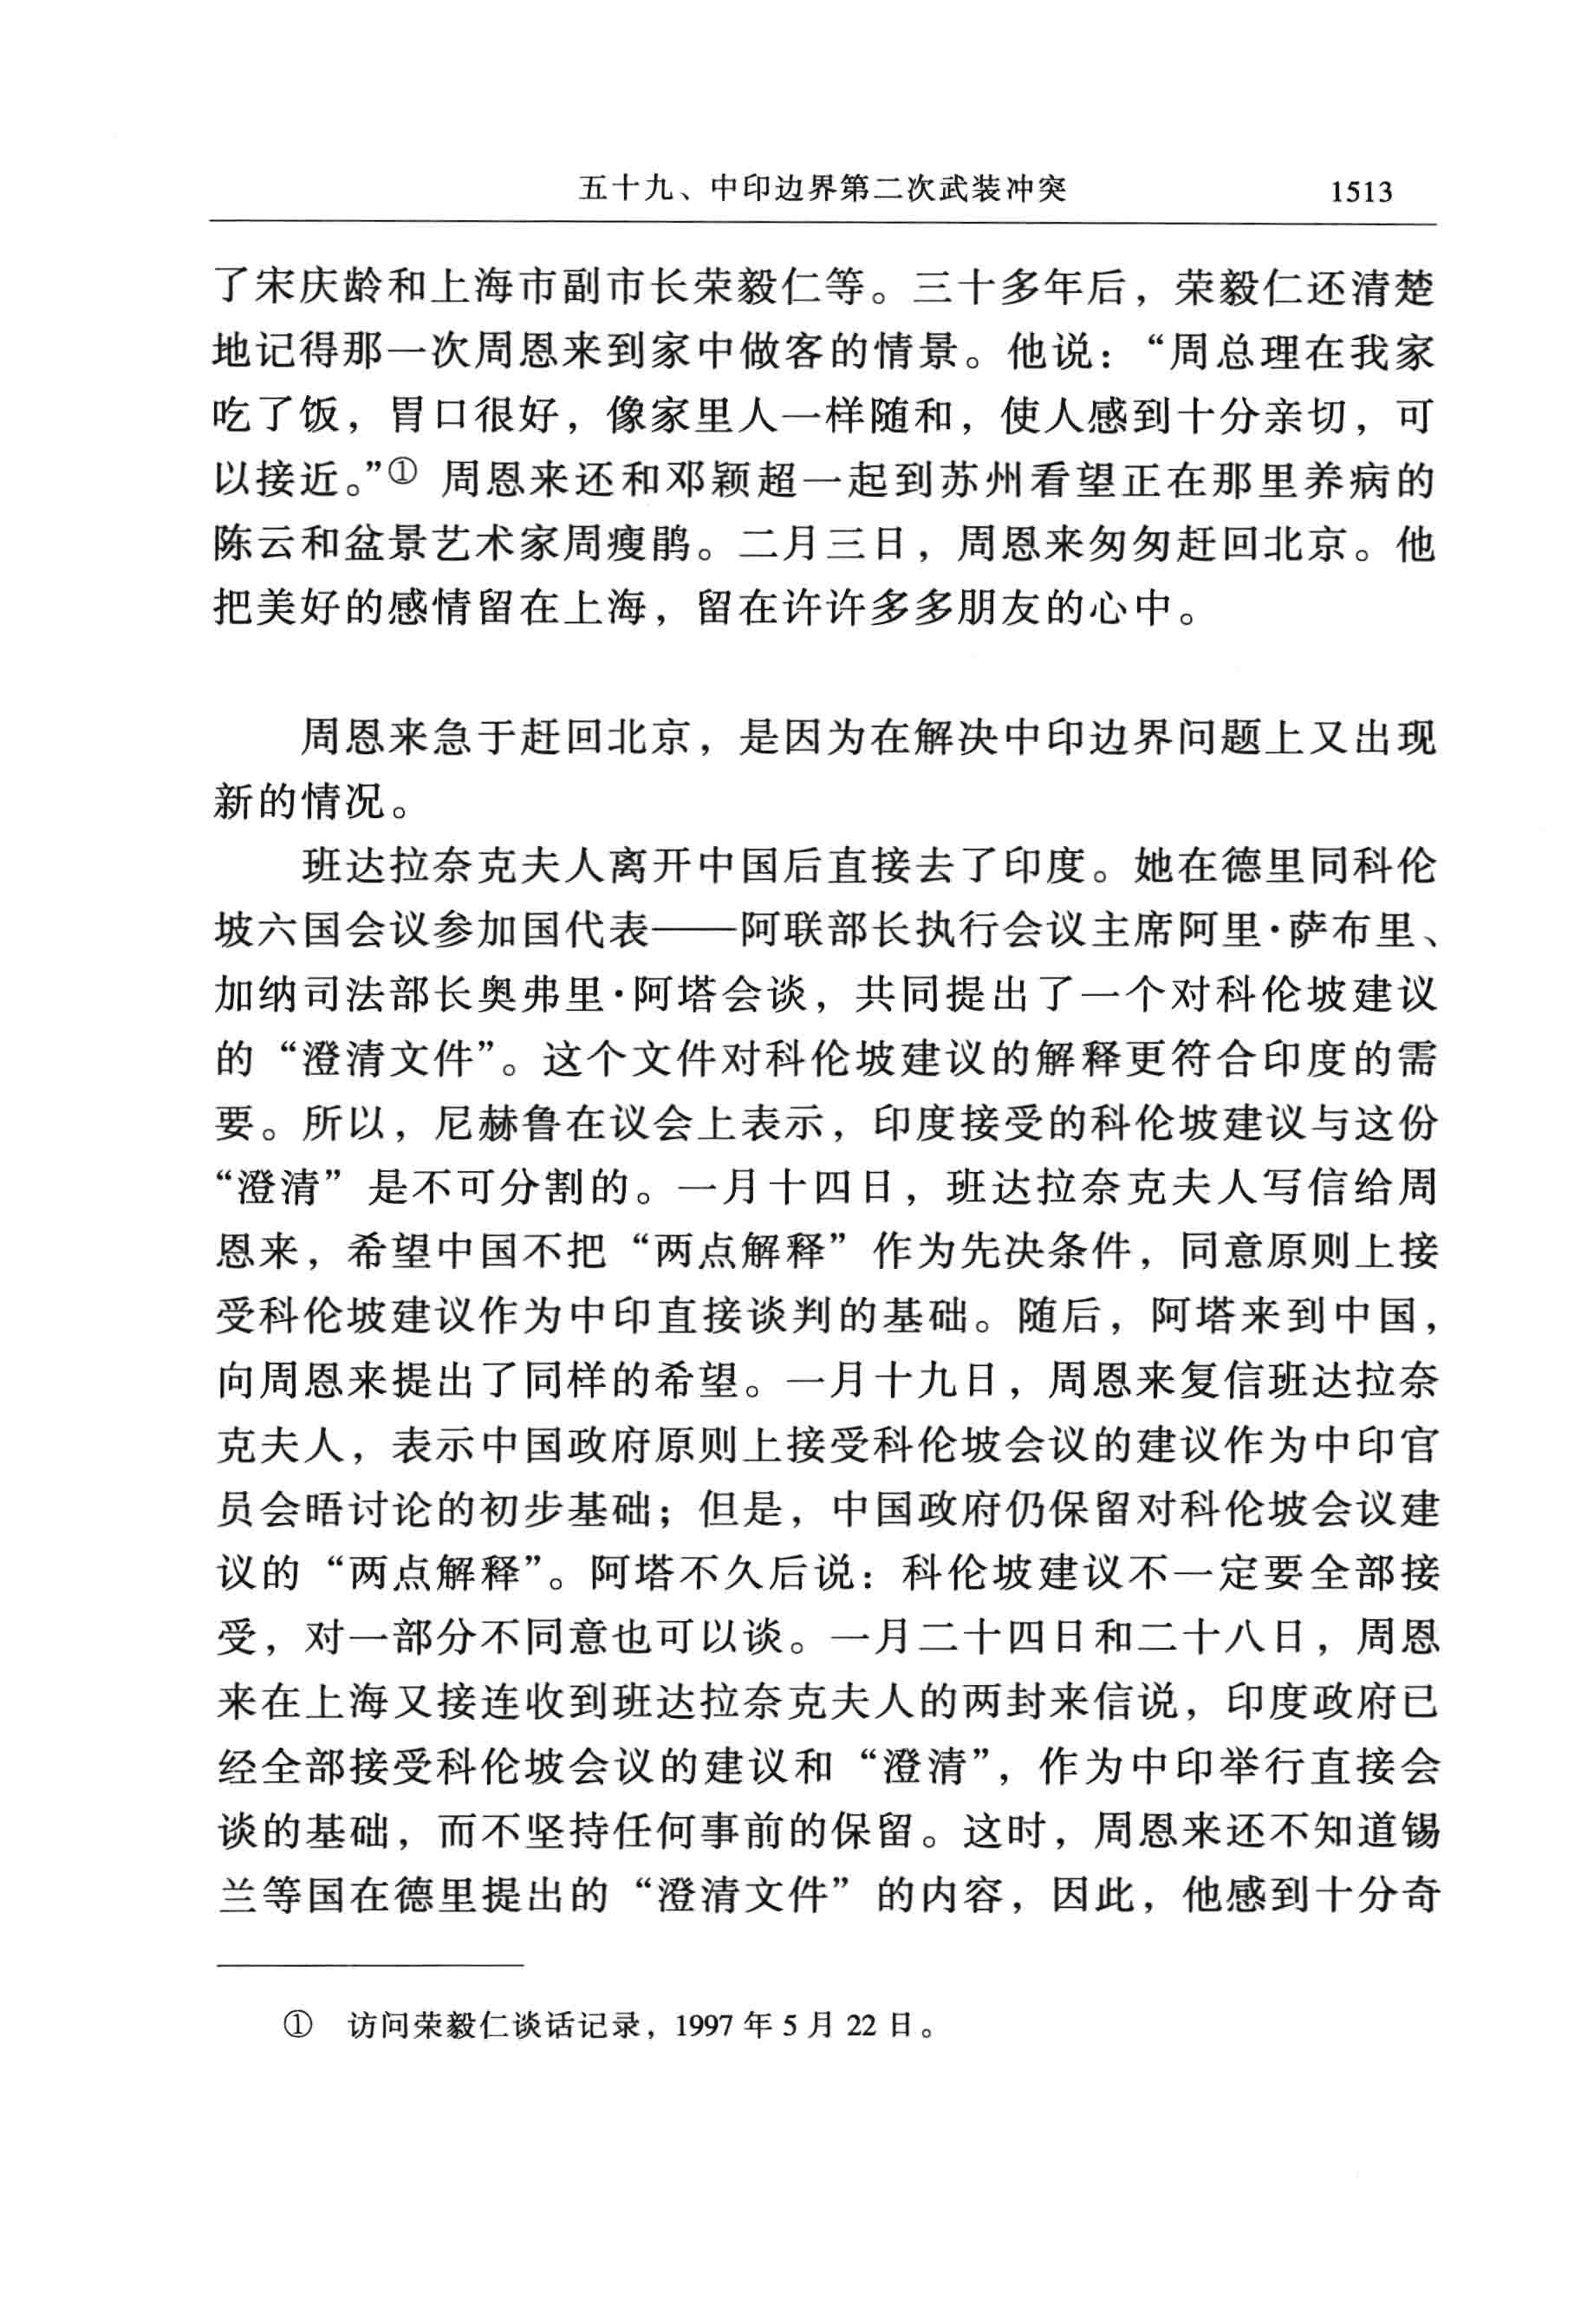 五十九、中印边界第二次武装冲突 1513
了宋庆龄和上海市副市长荣毅仁等。三十多年后，荣毅仁还清楚
地记得那一次周恩来到家中做客的情景。他说：“周总理在我家
吃了饭，胃口很好，像家里人一样随和，使人感到十分亲切，可
以接近。”① 周恩来还和邓颖超一起到苏州看望正在那里养病的
陈云和盆景艺术家周瘦鹃。二月三日，周恩来匆匆赶回北京。他
把美好的感情留在上海，留在许许多多朋友的心中。
周恩来急于赶回北京，是因为在解决中印边界问题上又出现
新的情况。
班达拉奈克夫人离开中国后直接去了印度。她在德里同科伦
坡六国会议参加国代表——阿联部长执行会议主席阿里·萨布里、
加纳司法部长奥弗里·阿塔会谈，共同提出了一个对科伦坡建议
的“澄清文件”。这个文件对科伦坡建议的解释更符合印度的需
要。所以，尼赫鲁在议会上表示，印度接受的科伦坡建议与这份
“澄清”是不可分割的。一月十四日，班达拉奈克夫人写信给周
恩来，希望中国不把“两点解释”作为先决条件，同意原则上接
受科伦坡建议作为中印直接谈判的基础。随后，阿塔来到中国，
向周恩来提出了同样的希望。一月十九日，周恩来复信班达拉奈
克夫人，表示中国政府原则上接受科伦坡会议的建议作为中印官
员会晤讨论的初步基础；但是，中国政府仍保留对科伦坡会议建
议的“两点解释”。阿塔不久后说：科伦坡建议不一定要全部接
受，对一部分不同意也可以谈。一月二十四日和二十八日，周恩
来在上海又接连收到班达拉奈克夫人的两封来信说，印度政府已
经全部接受科伦坡会议的建议和“澄清”，作为中印举行直接会
谈的基础，而不坚持任何事前的保留。这时，周恩来还不知道锡
兰等国在德里提出的“澄清文件”的内容，因此，他感到十分奇
① 访问荣毅仁谈话记录，1997 年 5 月 22 日。